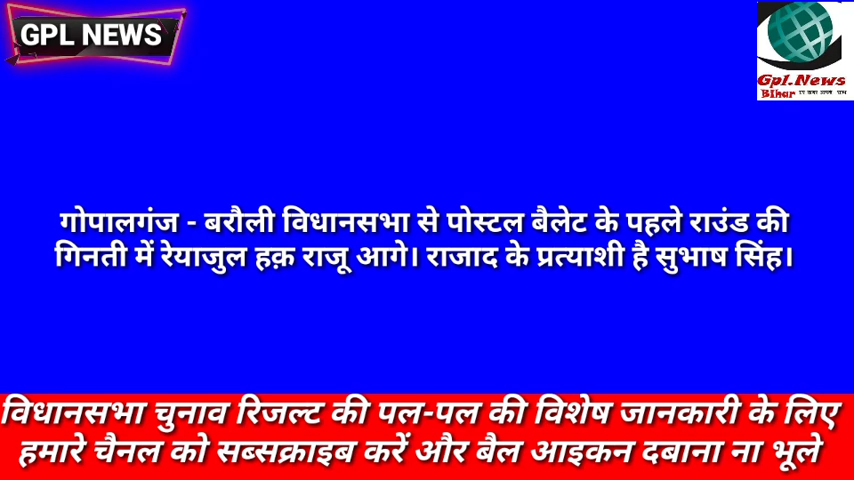 GPL NEWS
Gpl.News
Bihar
गोपालगंज - बरौली विधानसभा से पोस्टल बैलेट के पहले राउंड की
गिनती में रेयाजुल हक़ राजू आगे। राजाद के प्रत्याशी है सुभाष सिंह।
विधानसभा चुनाव रिजल्ट की पल-पल की विशेष जानकारी के लिए
हमारे चैनल को सब्सक्राइब करें और बैल आइकन दबाना ना भूले